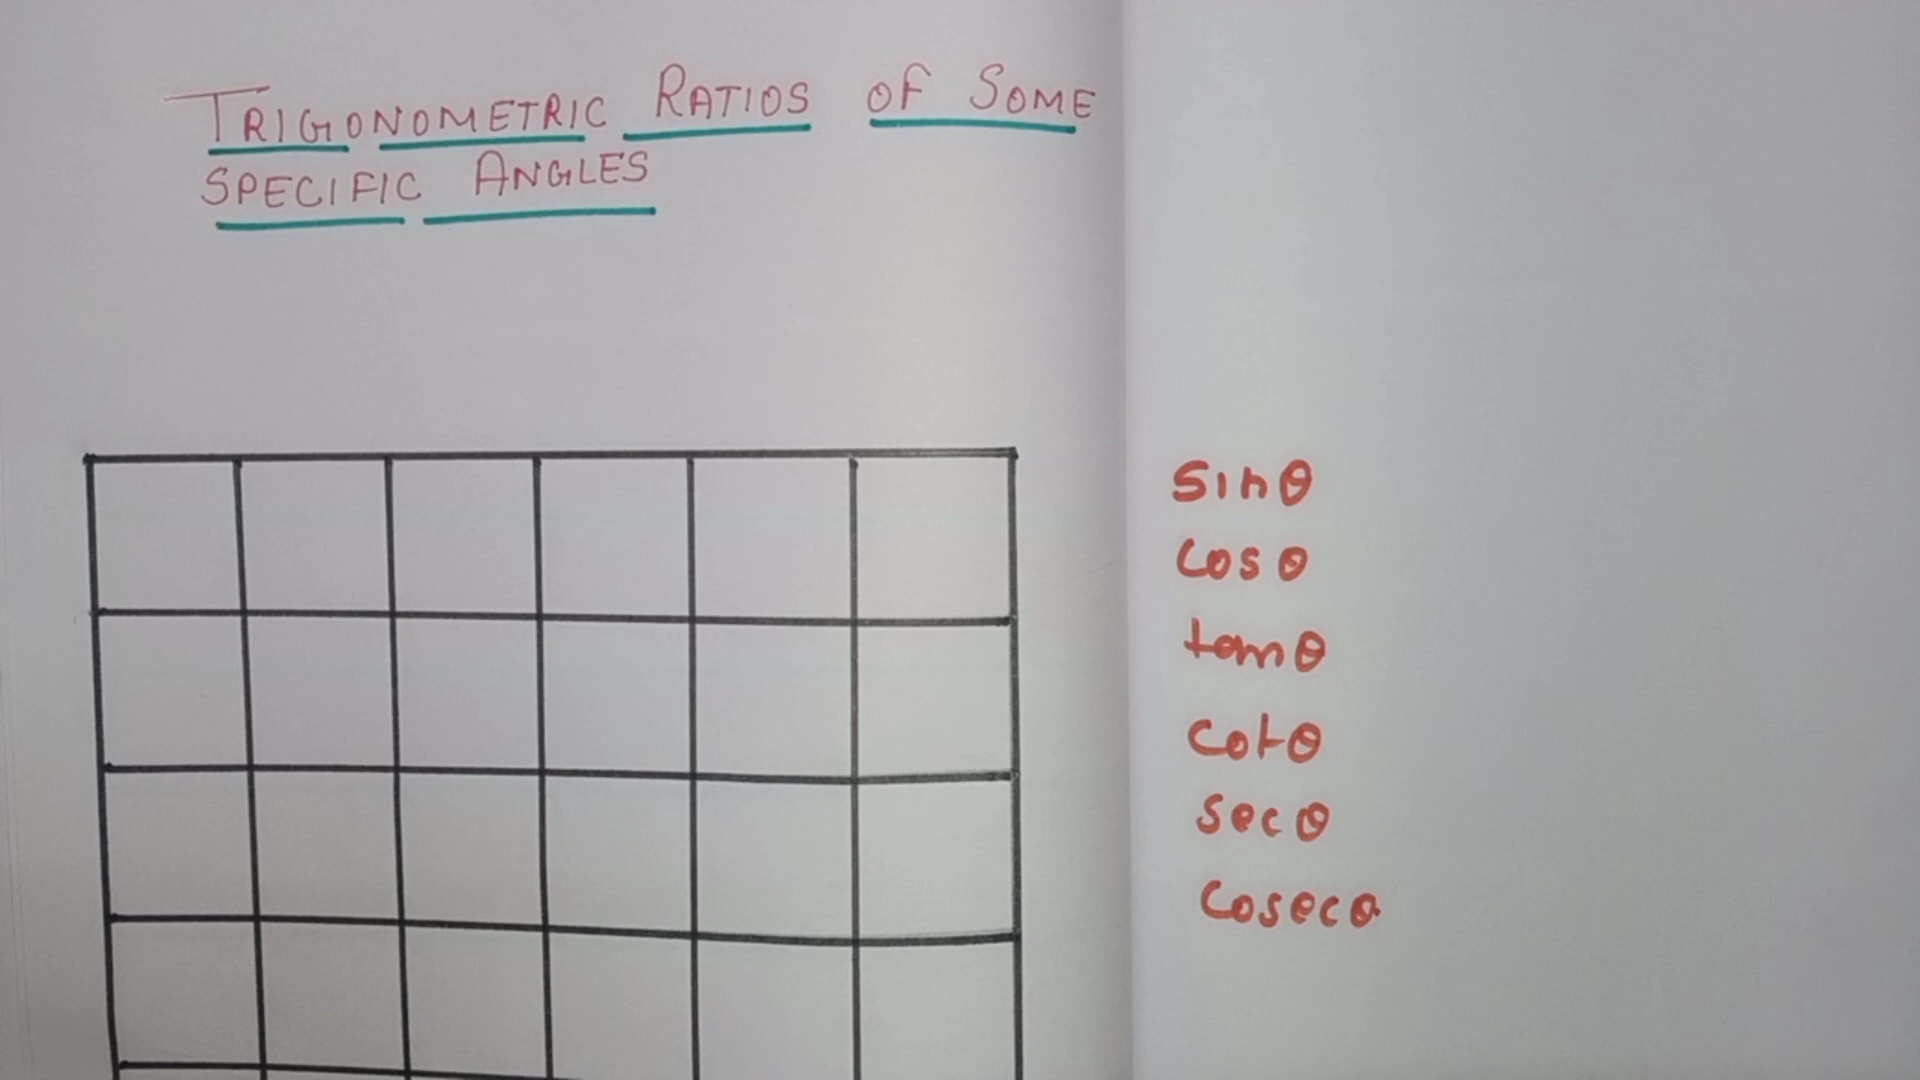 TRIGONOMETRIC RATIOS OF SOME
SPECIFIC ANGLES
sinθ
cosθ
tanθ
cotθ
secθ
cosecθ